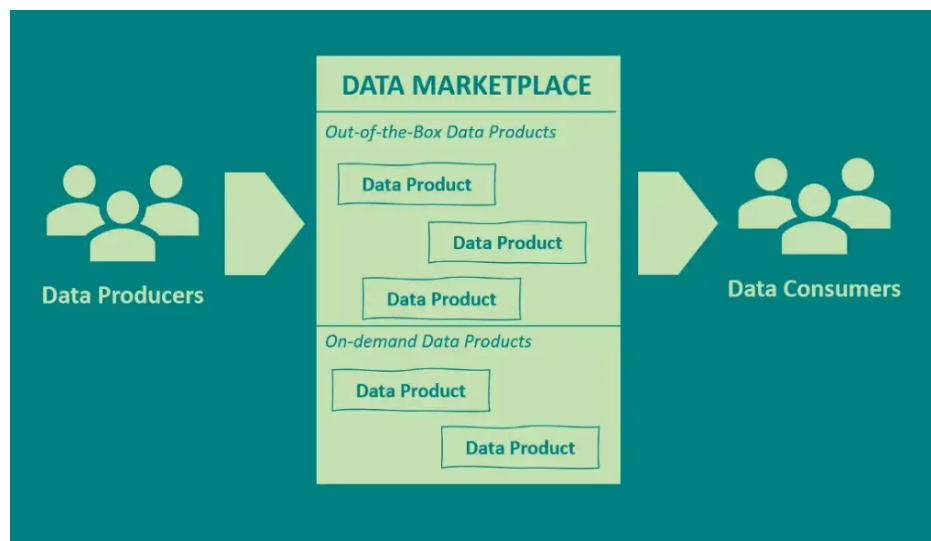 DATA MARKETPLACE
Out-of-the-Box Data Products
Data Product
Data Product
Data Product
On-demand Data Products
Data Product
Data Product
Data Producers
Data Consumers